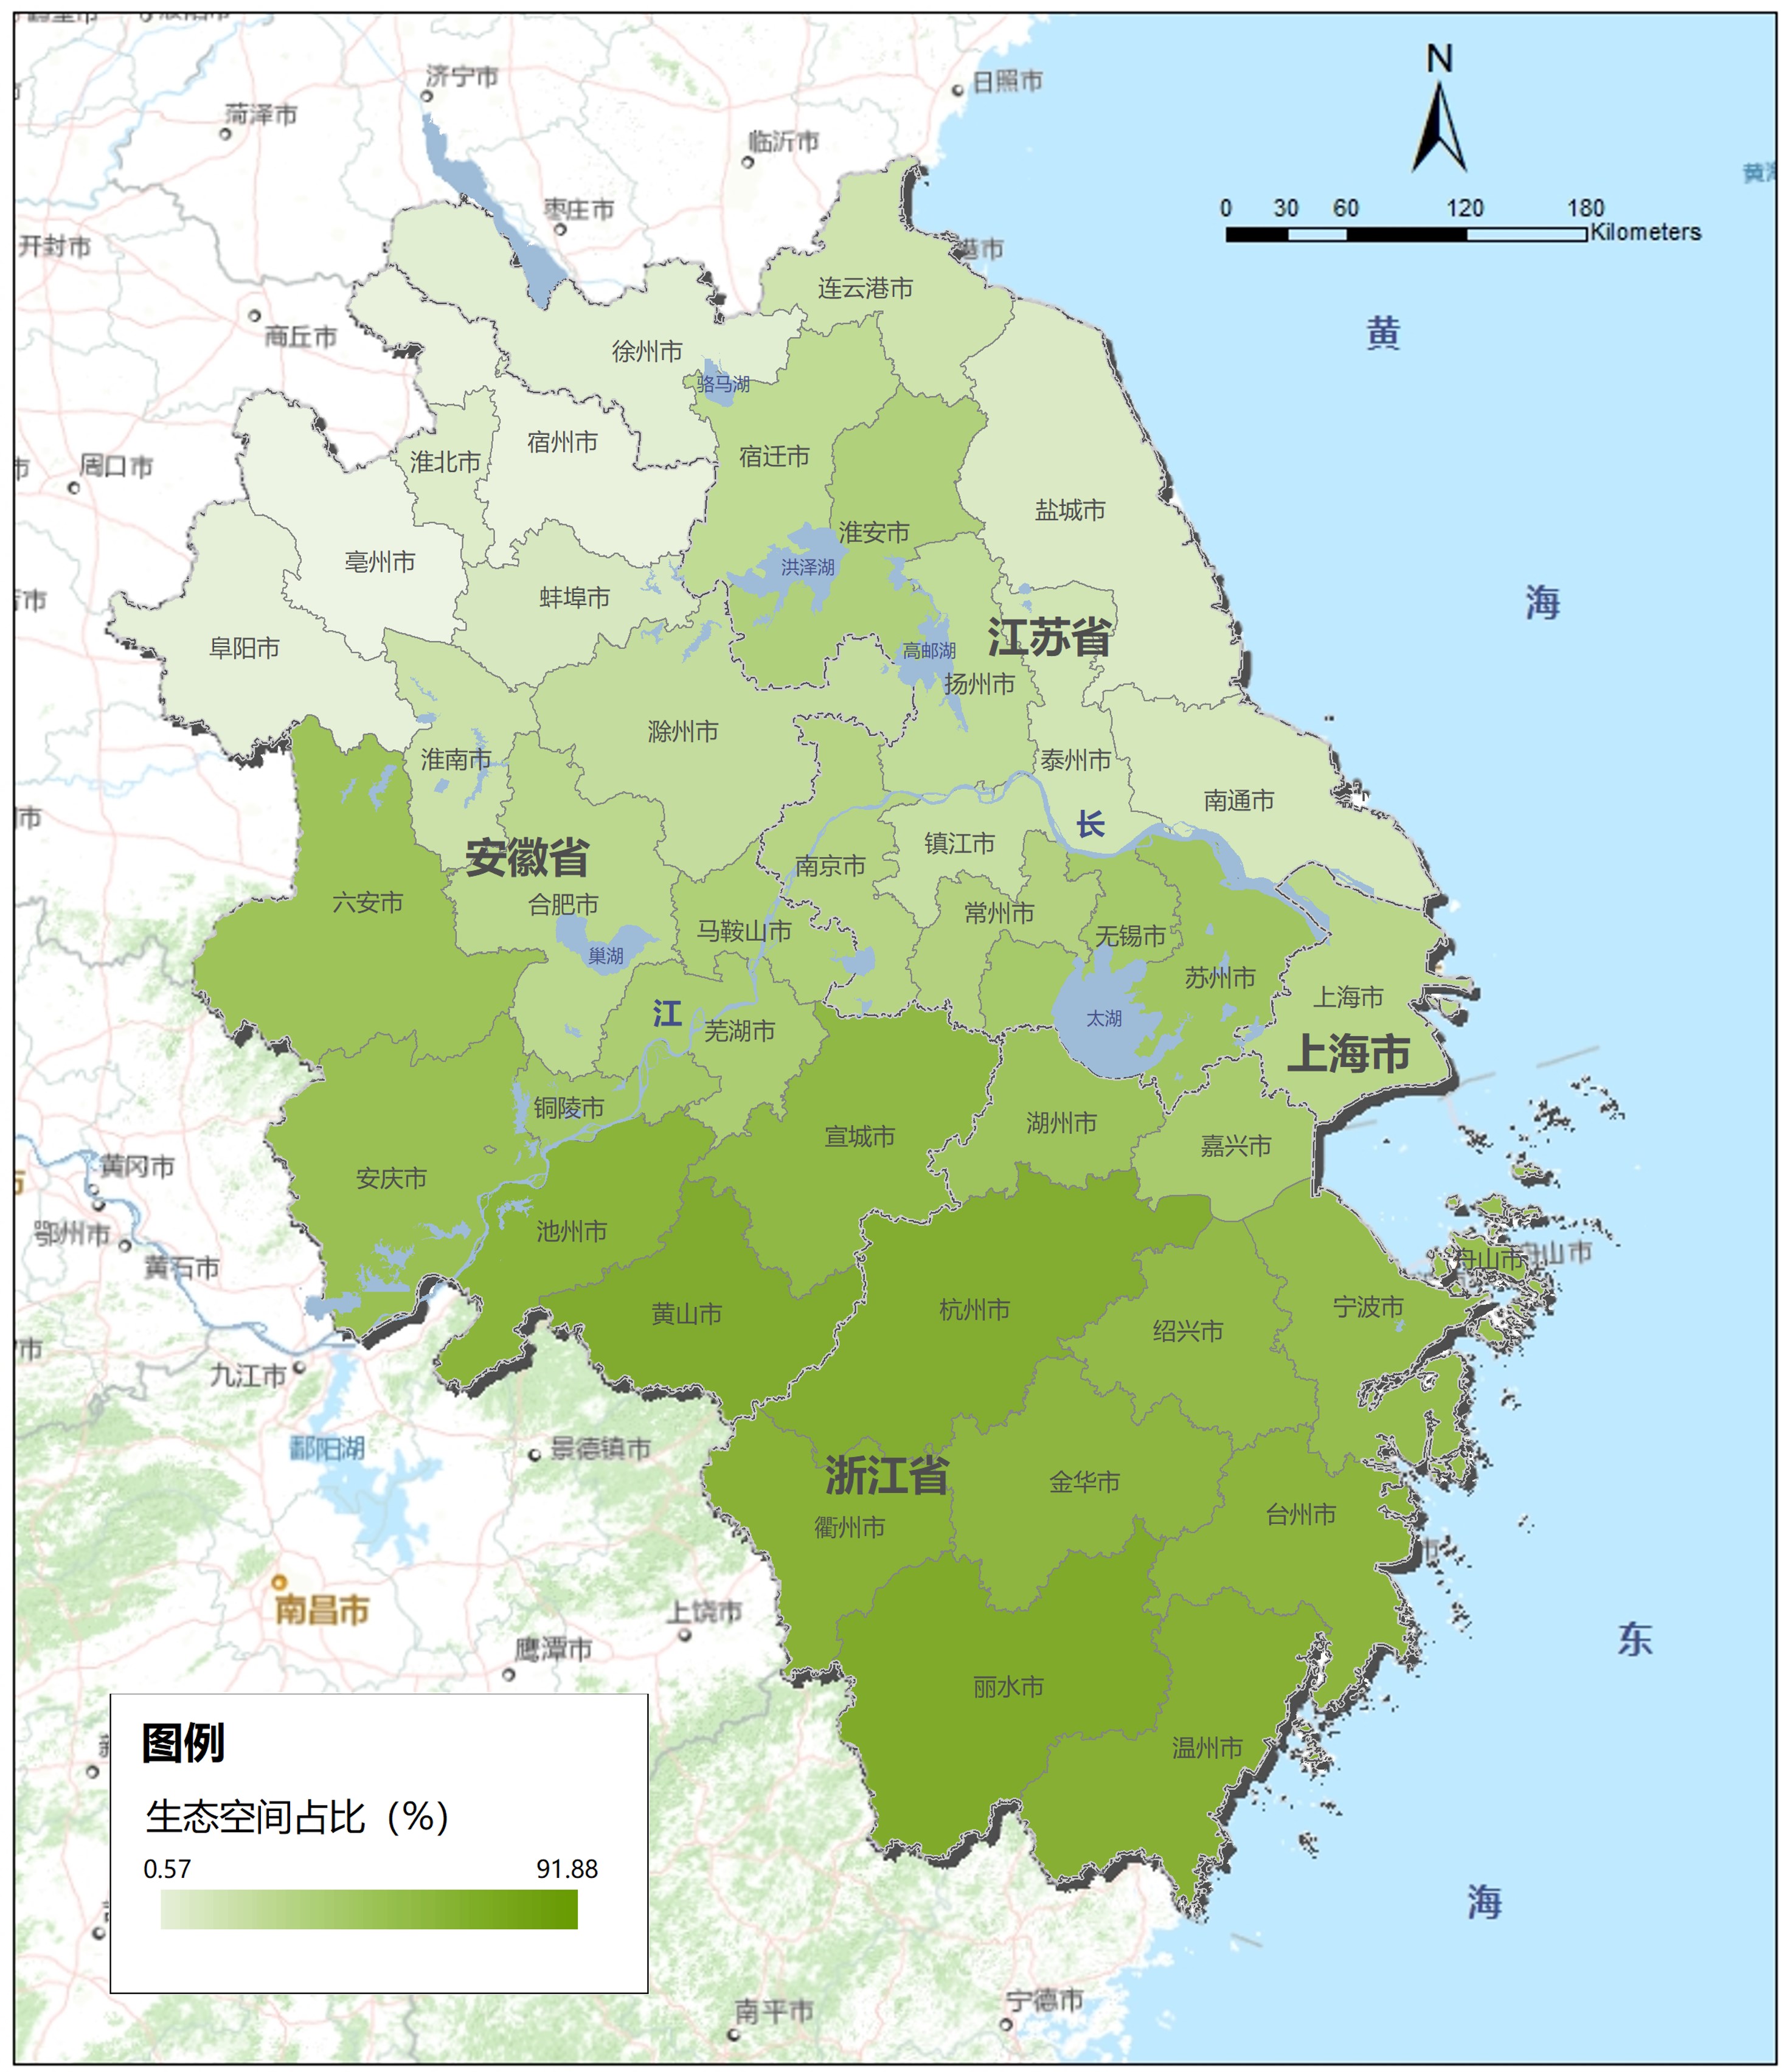 济宁市
日照市
N
菏泽市
临沂市
黄海
枣庄市
0 30 60 120 180
Kilometers
开封市
港市
连云港市
商丘市
黄
徐州市
骆马湖
宿州市
周口市
淮北市
宿迁市
盐城市
淮安市
亳州市
洪泽湖
蚌埠市
海
江苏省
阜阳市
高邮湖
扬州市
滁州市
淮南市
泰州市
南通市
长
镇江市
安徽省
南京市
六安市
合肥市
常州市
马鞍山市
无锡市
巢湖
苏州市
上海市
江
太湖
芜湖市
上海市
铜陵市
湖州市
宣城市
嘉兴市
黄冈市
安庆市
池州市
鄂州市
舟山市
舟山市
黄石市
黄山市
杭州市
宁波市
绍兴市
九江市
鄱阳湖
景德镇市
浙江省
金华市
台州市
衢州市
市
南昌市
上饶市
东
鹰潭市
丽水市
温州市
图例
生态空间占比（%）
0.57 91.88
海
宁德市
南平市